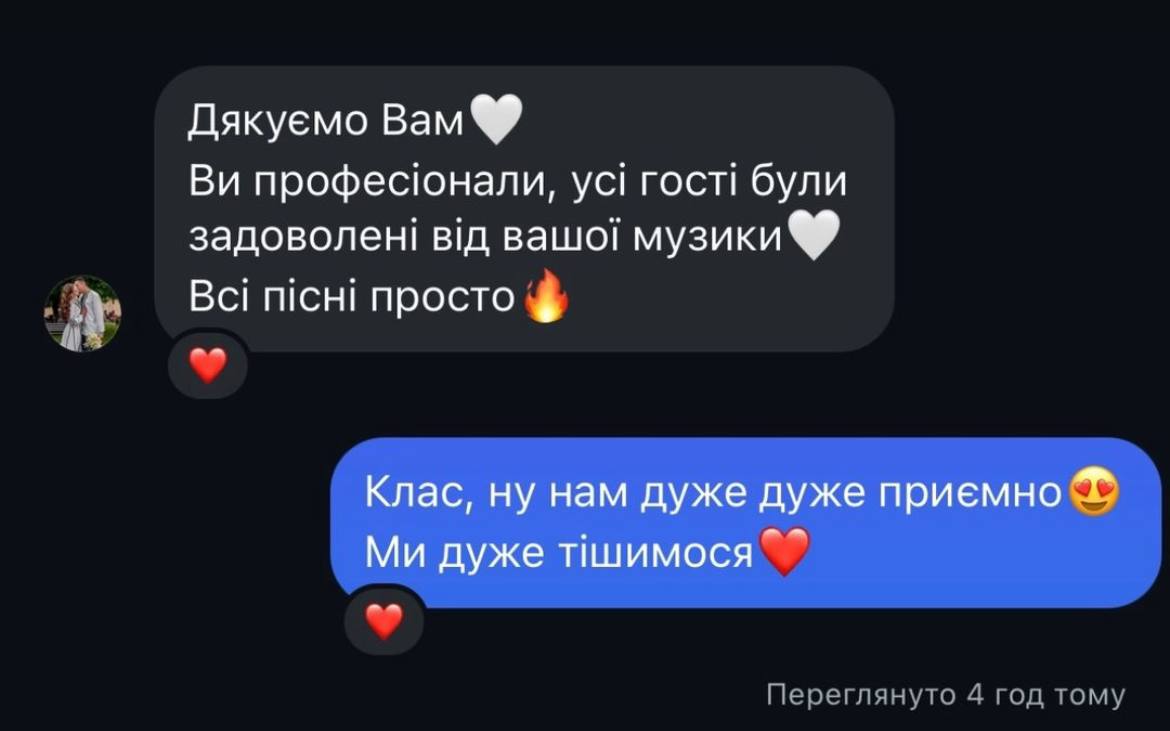 Дякуємо Вам🤍
Ви професіонали, усі гості були
задоволені від вашої музики🤍
Всі пісні просто🔥
❤️
Клас, ну нам дуже дуже приємно😍
Ми дуже тішимося❤️
❤️
Переглянуто 4 год тому